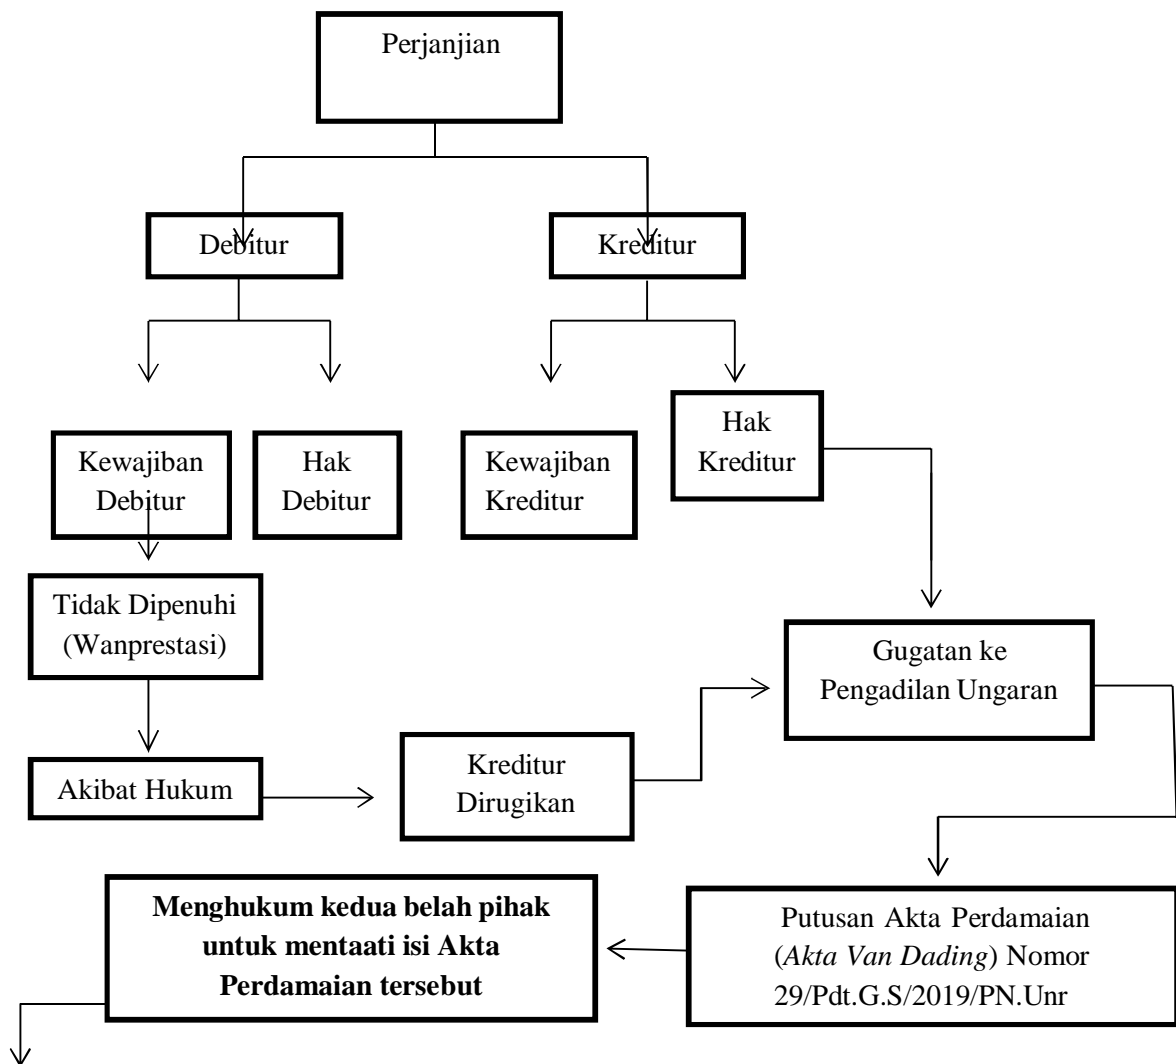 Perjanjian
Debitur
Kreditur
Kewajiban
Debitur
Hak
Debitur
Kewajiban
Kreditur
Hak
Kreditur
Tidak Dipenuhi
(Wanprestasi)
Gugatan ke
Pengadilan Ungaran
Akibat Hukum
Kreditur
Dirugikan
Menghukum kedua belah pihak
untuk mentaati isi Akta
Perdamaian tersebut
Putusan Akta Perdamaian
(Akta Van Dading) Nomor
29/Pdt.G.S/2019/PN.Unr